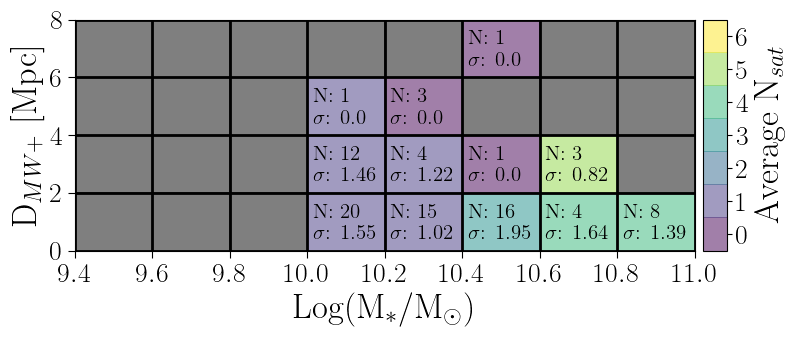 8
N: 1
σ: 0.0
6
N: 1
σ: 0.0
N: 3
σ: 0.0
4
N: 12
σ: 1.46
N: 4
σ: 1.22
N: 1
σ: 0.0
N: 3
σ: 0.82
2
N: 20
σ: 1.55
N: 15
σ: 1.02
N: 16
σ: 1.95
N: 4
σ: 1.64
N: 8
σ: 1.39
0
D_{MW+} [Mpc]
9.4 9.6 9.8 10.0 10.2 10.4 10.6 10.8 11.0
Log(M_*/M_⊙)
6
5
4
3
2
1
0
Average N_{sat}